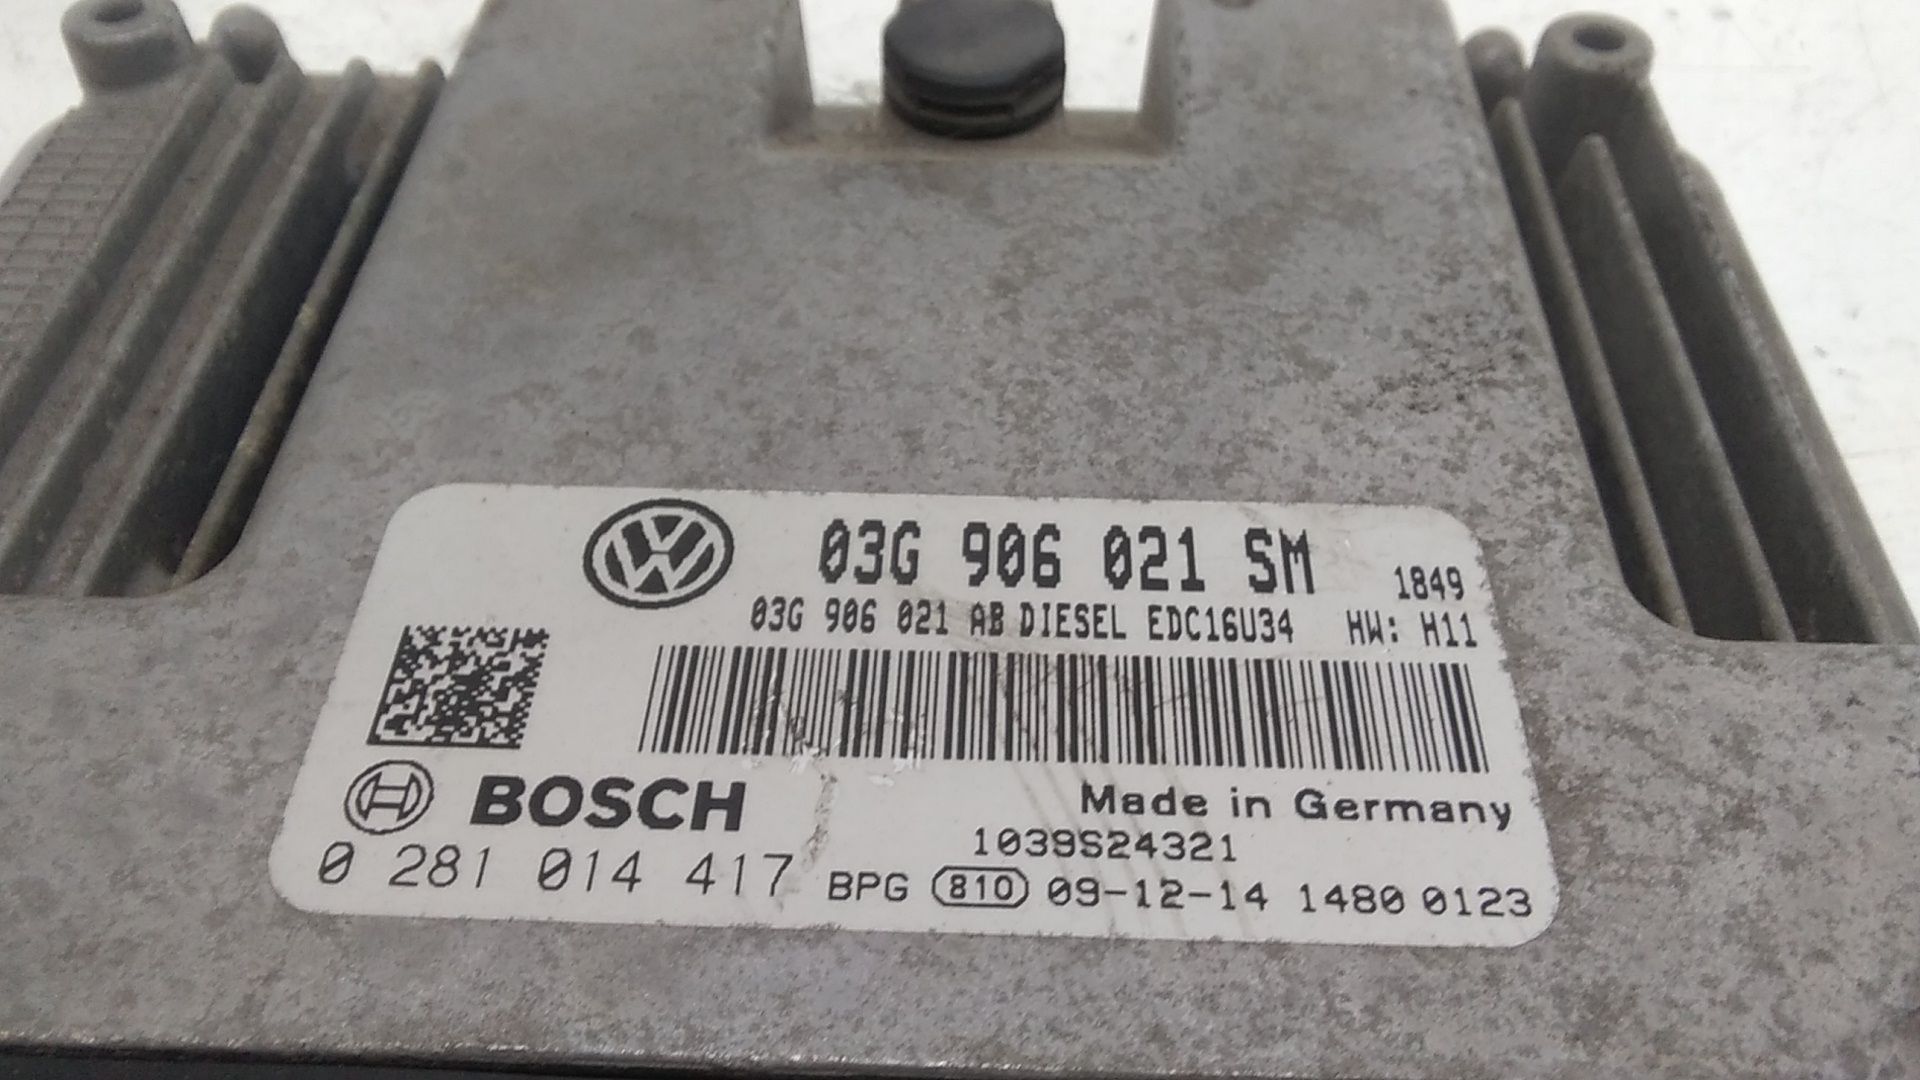 03G 906 021 SM 1849
03G 906 021 AB DIESEL EDC16U34 HW: H11
BOSCH
Made in Germany
1039S24321
0 281 014 417 BPG 810 09-12-14 1480 0123